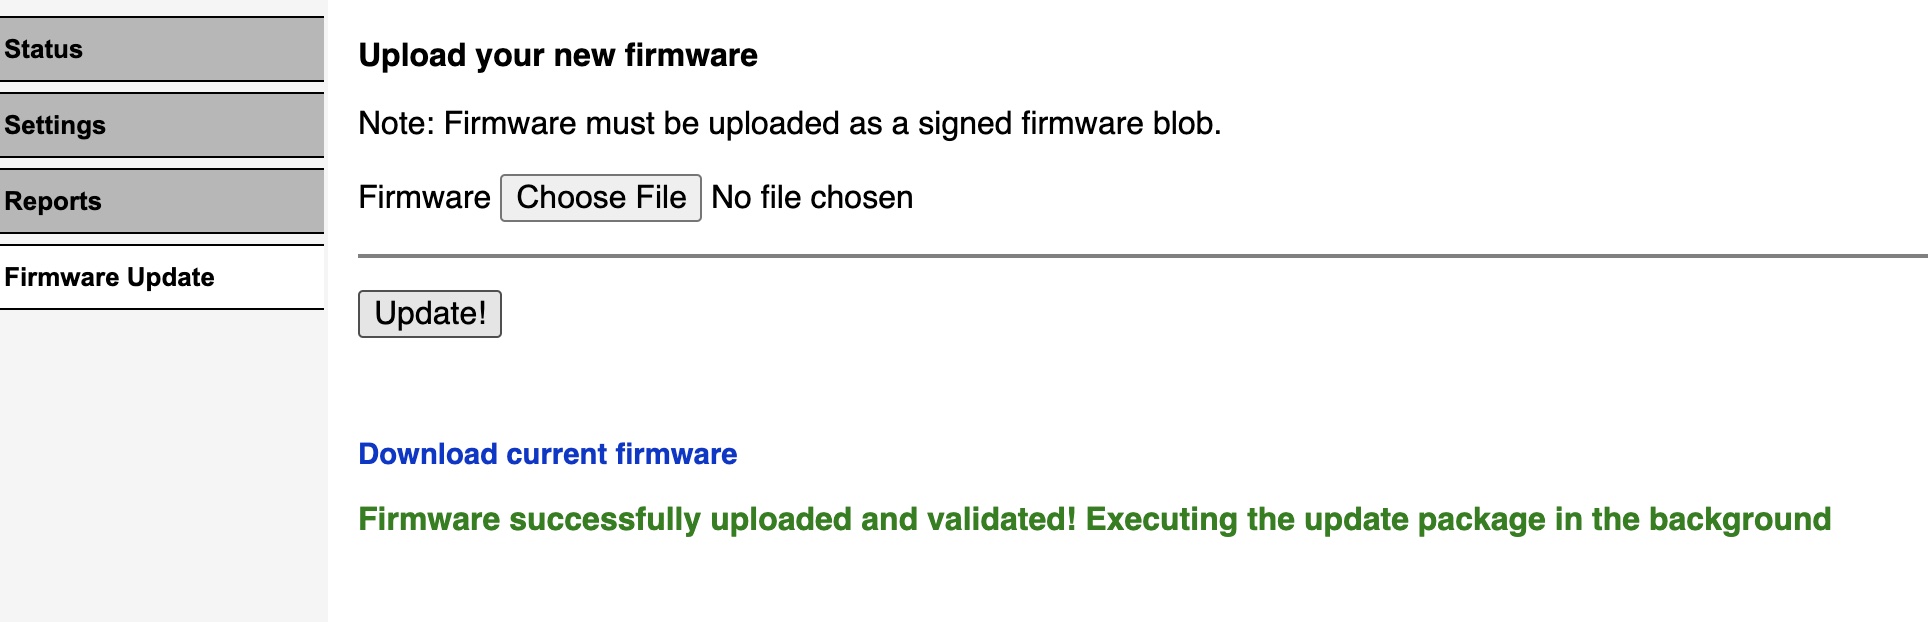 Status
Settings
Reports
Firmware Update
Upload your new firmware
Note: Firmware must be uploaded as a signed firmware blob.
Firmware Choose File No file chosen
Update!
Download current firmware
Firmware successfully uploaded and validated! Executing the update package in the background